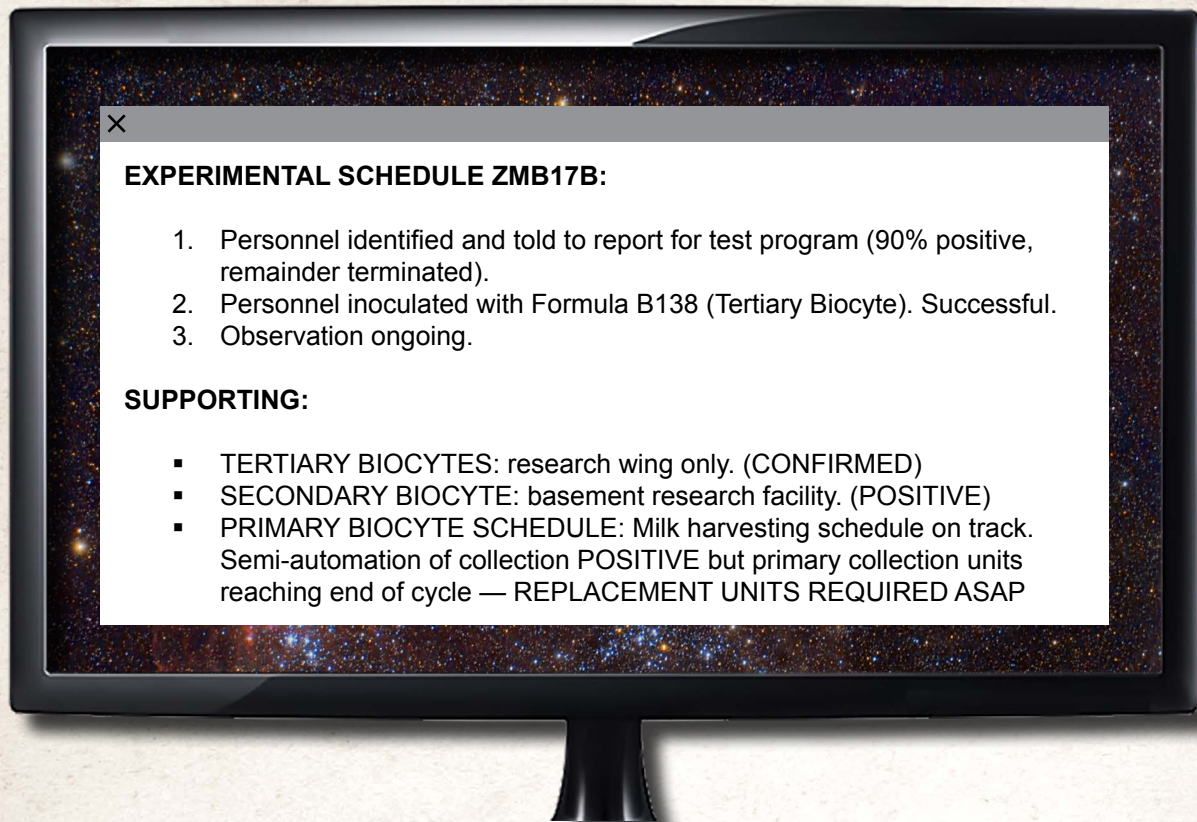 EXPERIMENTAL SCHEDULE ZMB17B:
1. Personnel identified and told to report for test program (90% positive,
remainder terminated).
2. Personnel inoculated with Formula B138 (Tertiary Biocyte). Successful.
3. Observation ongoing.
SUPPORTING:
▪ TERTIARY BIOCYTES: research wing only. (CONFIRMED)
▪ SECONDARY BIOCYTE: basement research facility. (POSITIVE)
▪ PRIMARY BIOCYTE SCHEDULE: Milk harvesting schedule on track.
Semi-automation of collection POSITIVE but primary collection units
reaching end of cycle — REPLACEMENT UNITS REQUIRED ASAP